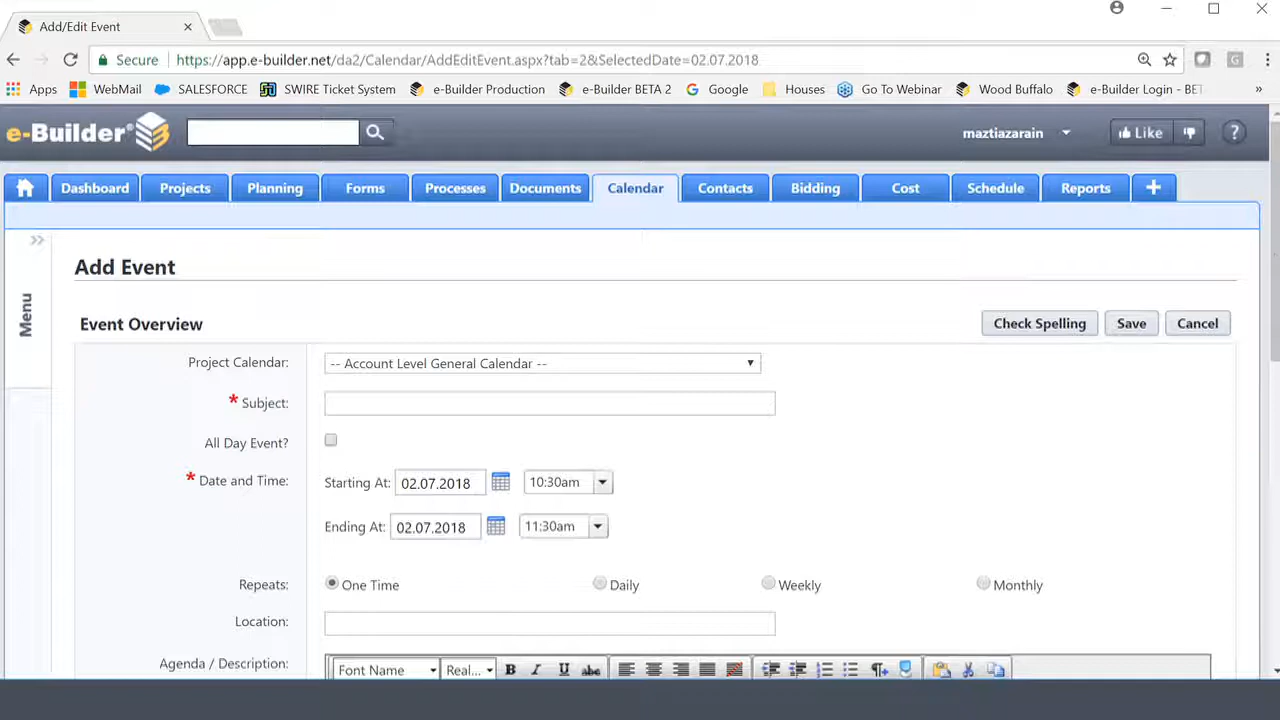 Add/Edit Event
Secure https://app.e-builder.net/da2/Calendar/AddEditEvent.aspx?tab=2&SelectedDate=02.07.2018
Apps WebMail SALESFORCE SWIRE Ticket System e-Builder Production e-Builder BETA 2 Google Houses Go To Webinar Wood Buffalo e-Builder Login - BET »
e-Builder® maztiazarain Like ?
Dashboard Projects Planning Forms Processes Documents Calendar Contacts Bidding Cost Schedule Reports +
Menu
Add Event
Event Overview Check Spelling Save Cancel
Project Calendar: -- Account Level General Calendar --
* Subject:
All Day Event?
* Date and Time: Starting At: 02.07.2018 10:30am
Ending At: 02.07.2018 11:30am
Repeats: One Time Daily Weekly Monthly
Location:
Agenda / Description: Font Name Real... B I U abc